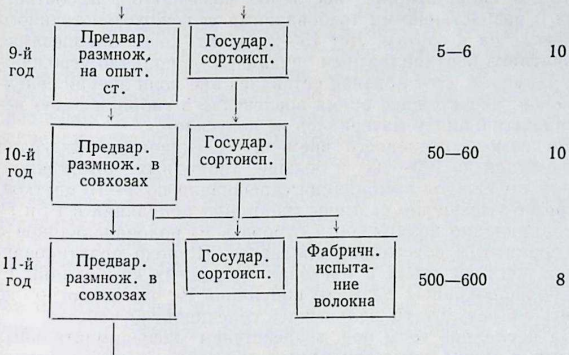 9-й
год
Предвар.
размнож.
на опыт.
ст.
Государ.
сортоисп.
5—6
10
10-й
год
Предвар.
размнож. в
совхозах
Государ.
сортоисп.
50—60
10
11-й
год
Предвар.
размнож. в
совхозах
Государ.
сортоисп.
Фабричн.
испыта-
ние
волокна
500—600
8